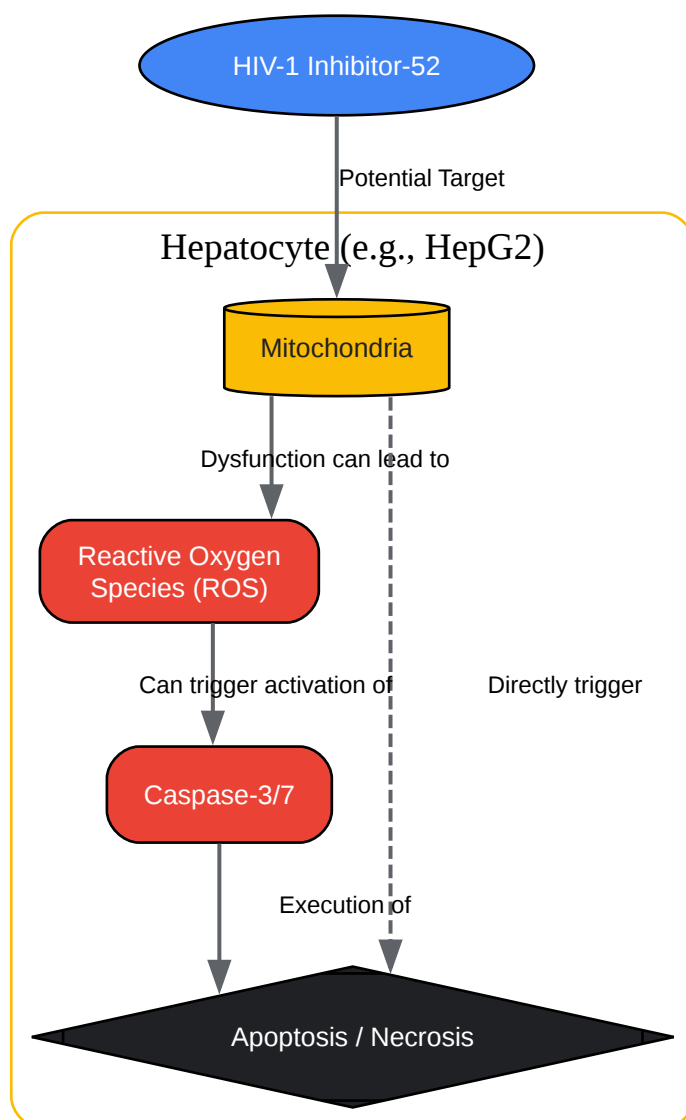 HIV-1 Inhibitor-52
Potential Target
Hepatocyte (e.g., HepG2)
Mitochondria
Dysfunction can lead to
Reactive Oxygen
Species (ROS)
Can trigger activation of
Directly trigger
Caspase-3/7
Execution of
Apoptosis / Necrosis